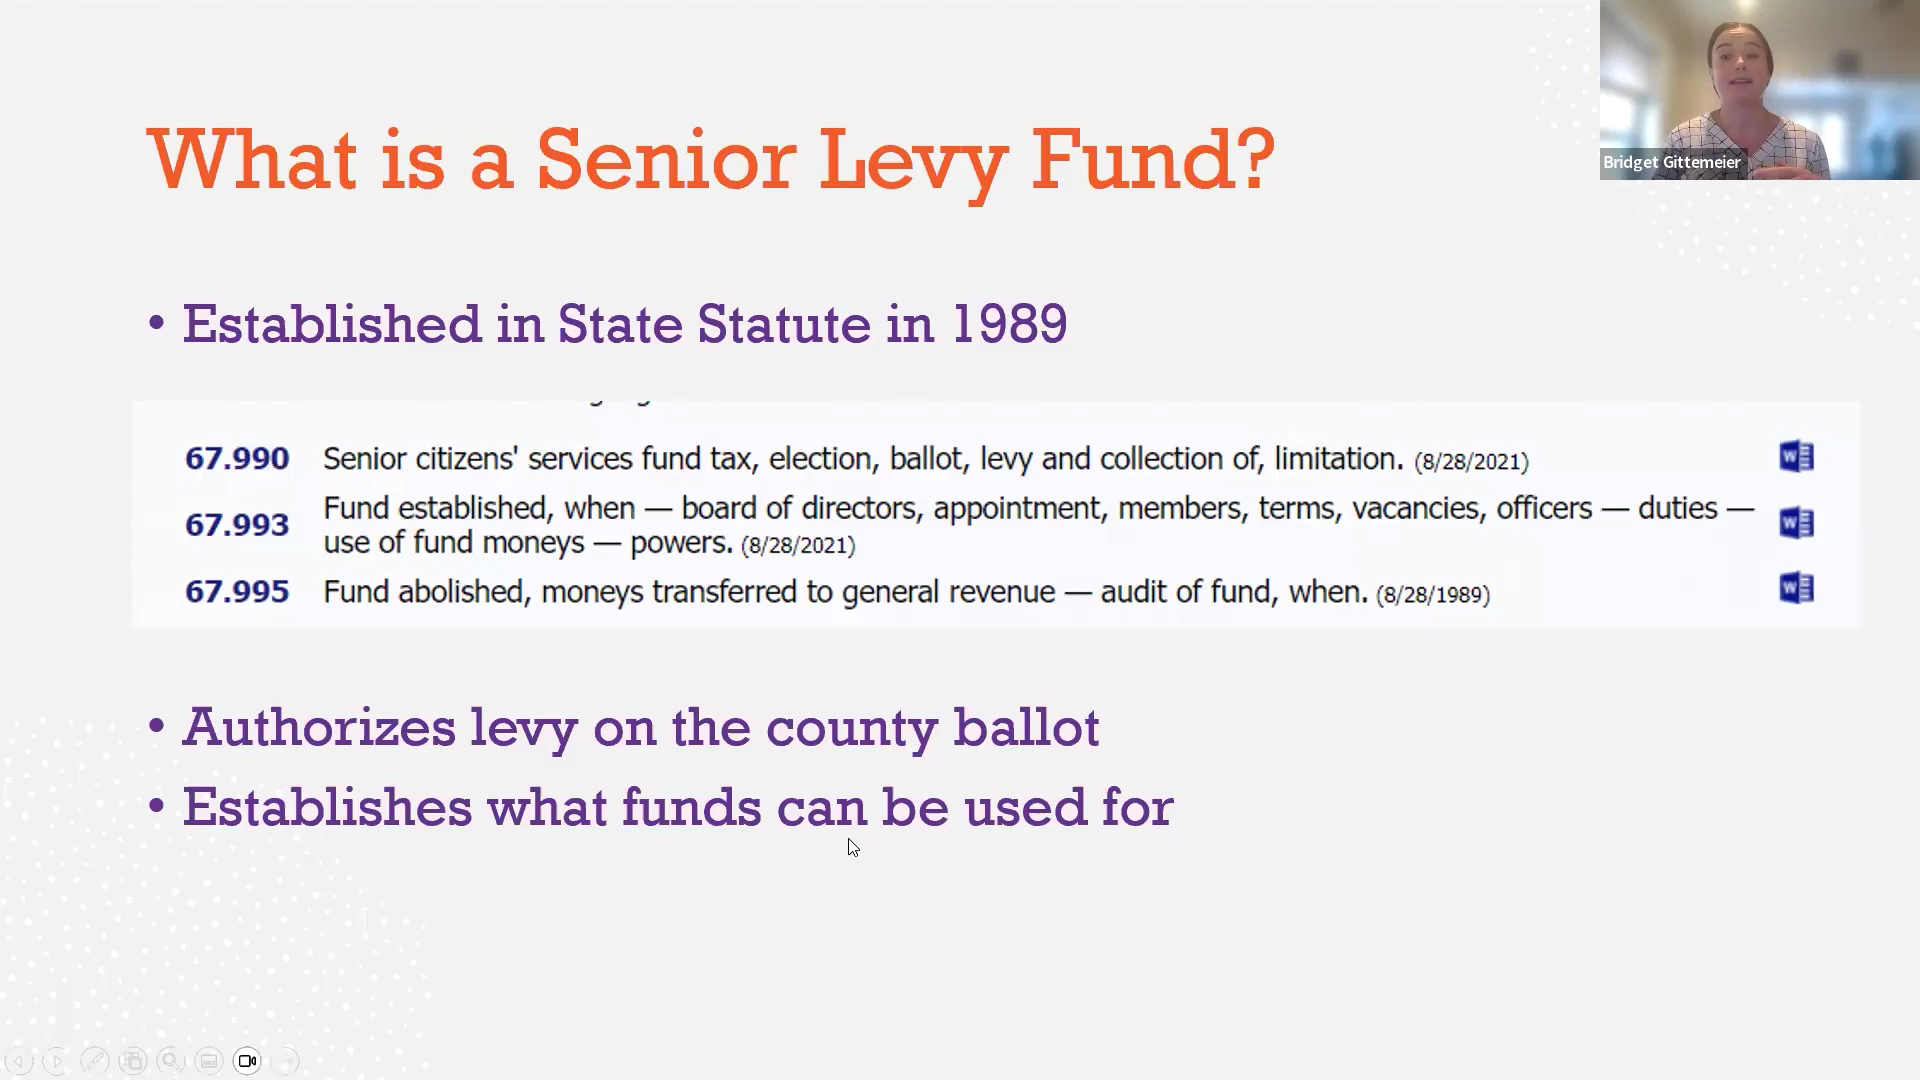 What is a Senior Levy Fund?
Bridget Gittemeier
• Established in State Statute in 1989
67.990 Senior citizens' services fund tax, election, ballot, levy and collection of, limitation. (8/28/2021)
67.993 Fund established, when — board of directors, appointment, members, terms, vacancies, officers — duties —
use of fund moneys — powers. (8/28/2021)
67.995 Fund abolished, moneys transferred to general revenue — audit of fund, when. (8/28/1989)
• Authorizes levy on the county ballot
• Establishes what funds can be used for